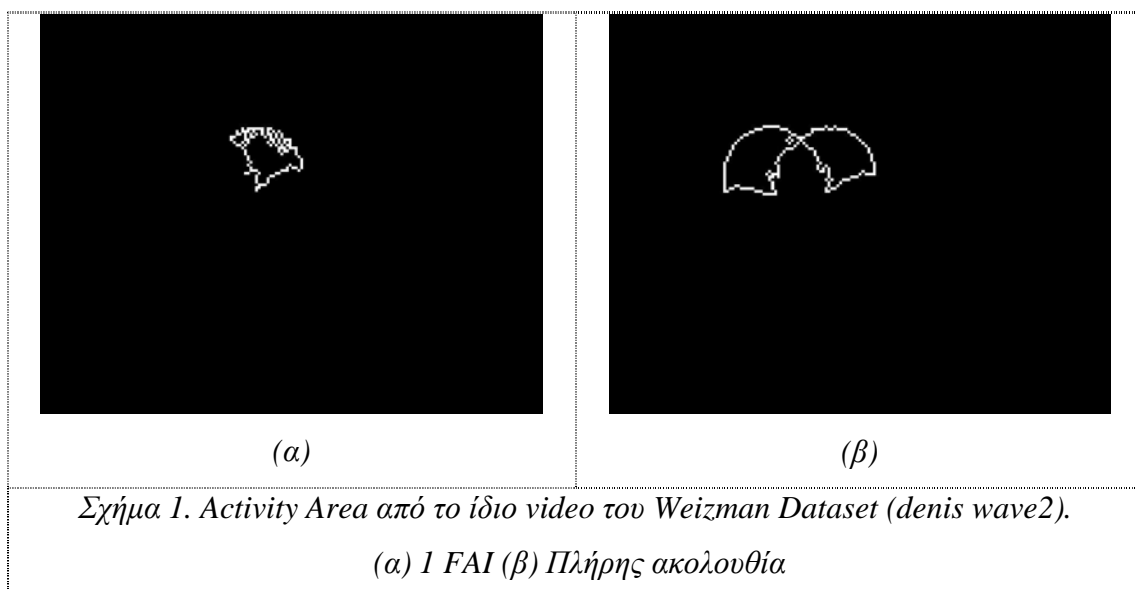 (α)
(β)
Σχήμα 1. Activity Area από το ίδιο video του Weizman Dataset (denis wave2).
(α) 1 FAI (β) Πλήρης ακολουθία